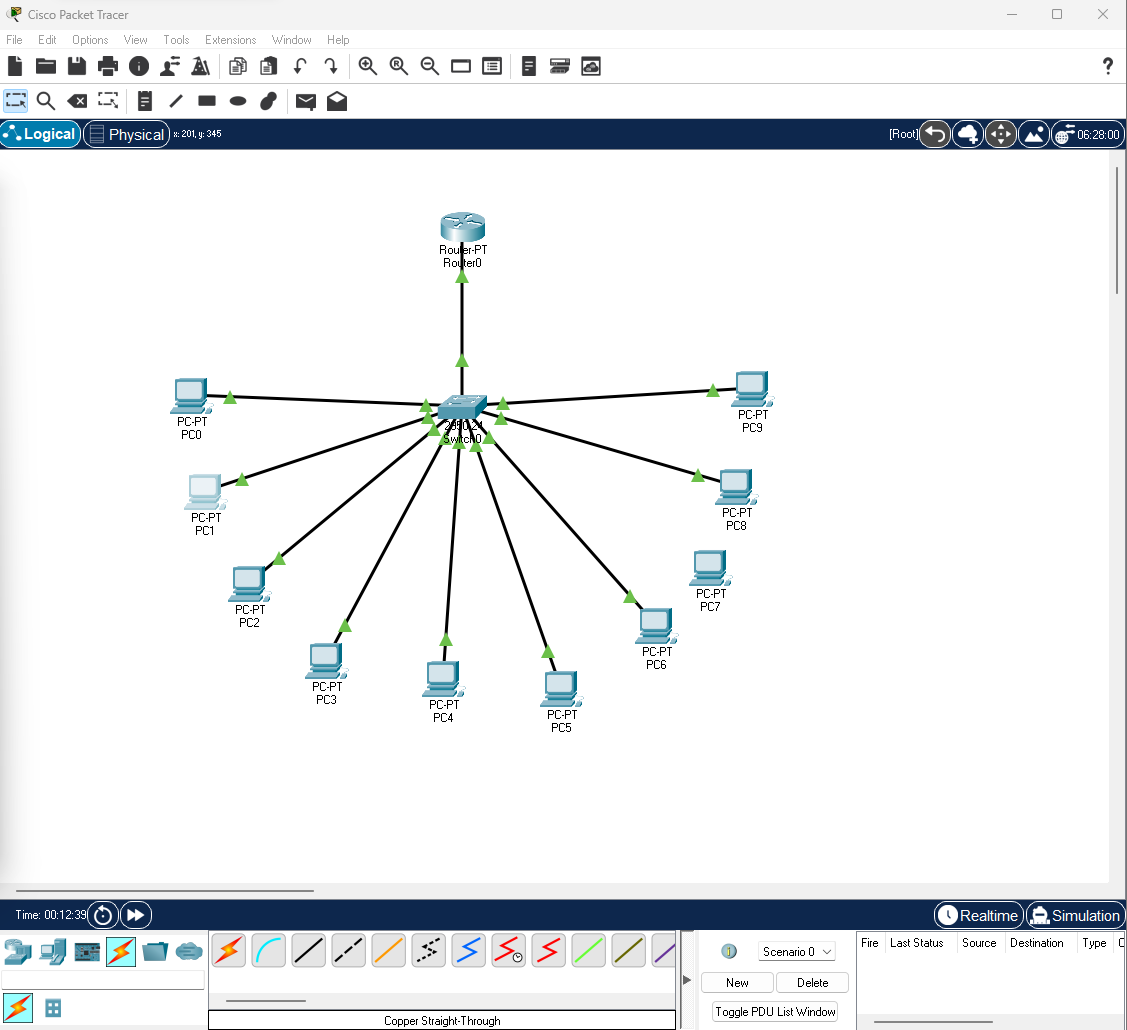 Cisco Packet Tracer
File Edit Options View Tools Extensions Window Help
Logical Physical x: 201, y: 345 [Root] 06:28:00
Router-PT
Router0
PC-PT
PC0
PC-PT
PC9
2950-24
Switch0
PC-PT
PC1
PC-PT
PC8
PC-PT
PC7
PC-PT
PC2
PC-PT
PC6
PC-PT
PC3
PC-PT
PC4
PC-PT
PC5
Time: 00:12:39 Realtime Simulation
Scenario 0
New Delete
Toggle PDU List Window
Fire Last Status Source Destination Type C
Copper Straight-Through